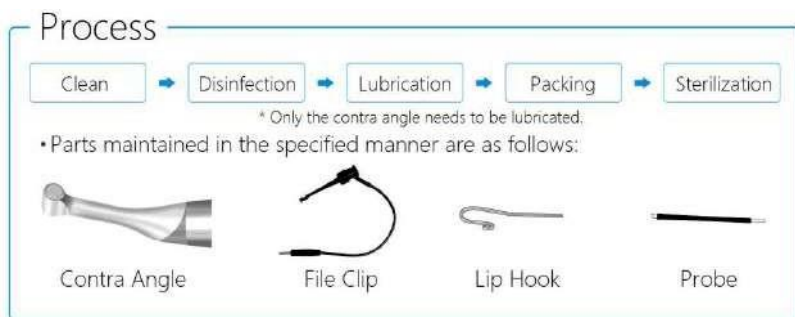 Process
Clean Disinfection Lubrication Packing Sterilization
* Only the contra angle needs to be lubricated.
•Parts maintained in the specified manner are as follows:
Contra Angle File Clip Lip Hook Probe